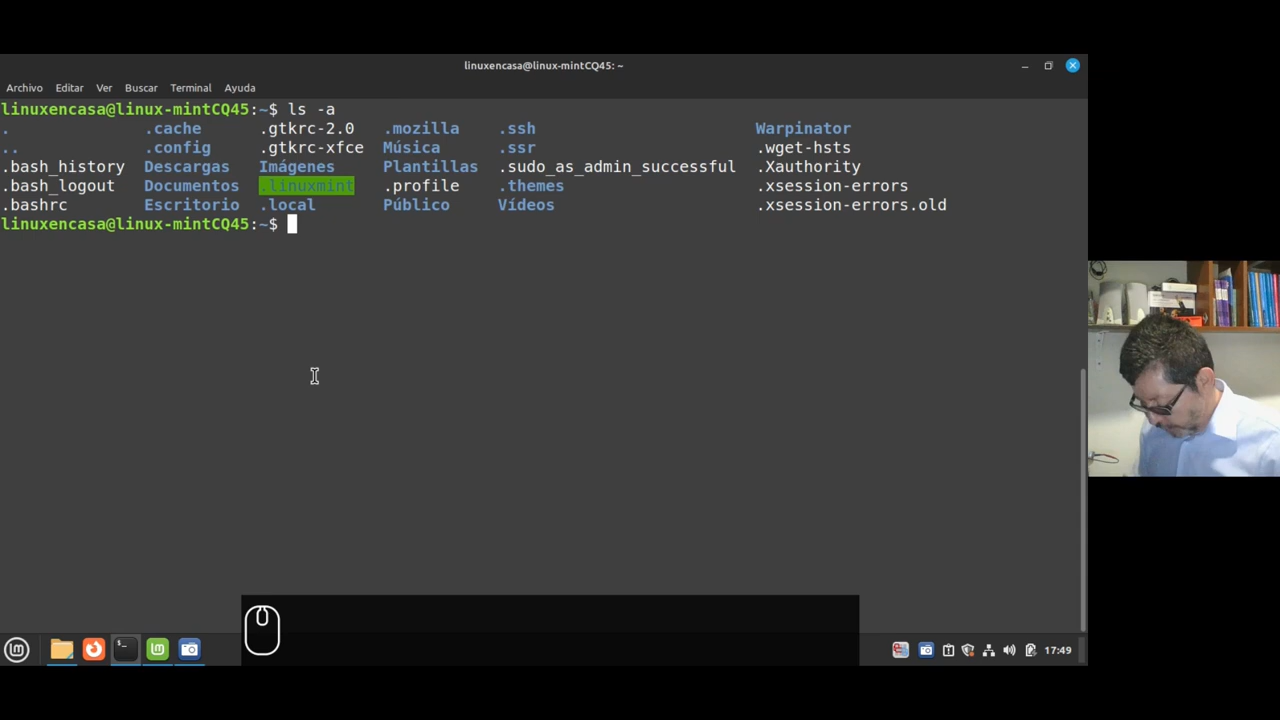 linuxencasa@linux-mintCQ45: ~
Archivo Editar Ver Buscar Terminal Ayuda
linuxencasa@linux-mintCQ45:~$ ls -a
. .cache .gtkrc-2.0 .mozilla .ssh Warpinator
.. .config .gtkrc-xfce Música .ssr .wget-hsts
.bash_history Descargas Imágenes Plantillas .sudo_as_admin_successful .Xauthority
.bash_logout Documentos .linuxmint .profile .themes .xsession-errors
.bashrc Escritorio .local Público Vídeos .xsession-errors.old
linuxencasa@linux-mintCQ45:~$
17:49